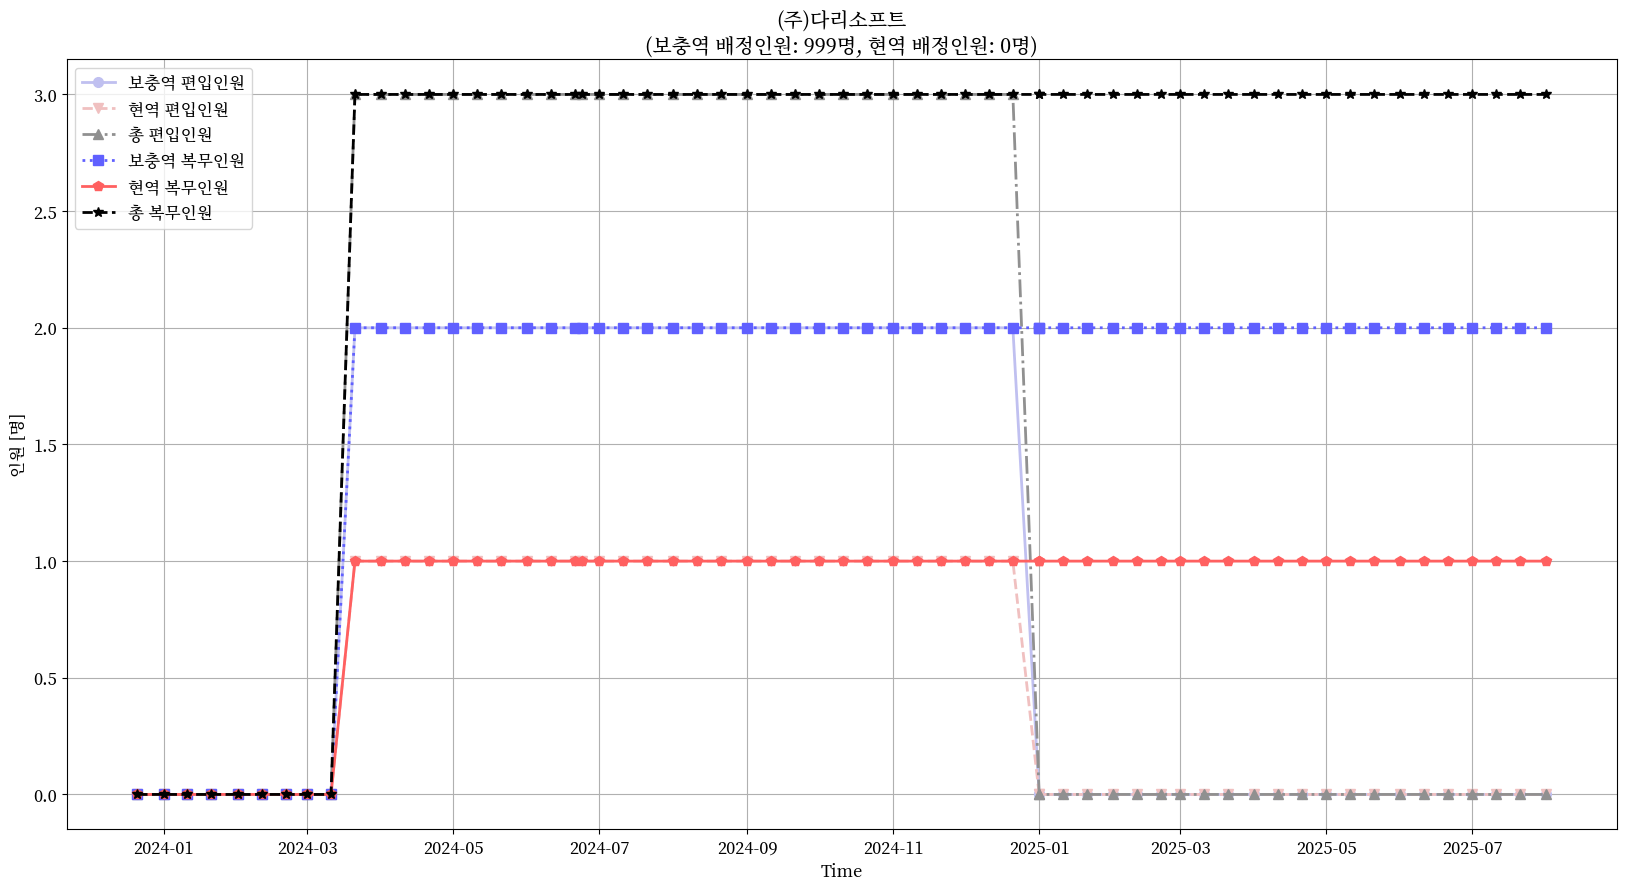 (주)다리소프트
(보충역 배정인원: 999명, 현역 배정인원: 0명)
보충역 편입인원
현역 편입인원
총 편입인원
보충역 복무인원
현역 복무인원
총 복무인원
3.0
2.5
2.0
1.5
1.0
0.5
0.0
인원 [명]
2024-01
2024-03
2024-05
2024-07
2024-09
2024-11
2025-01
2025-03
2025-05
2025-07
Time